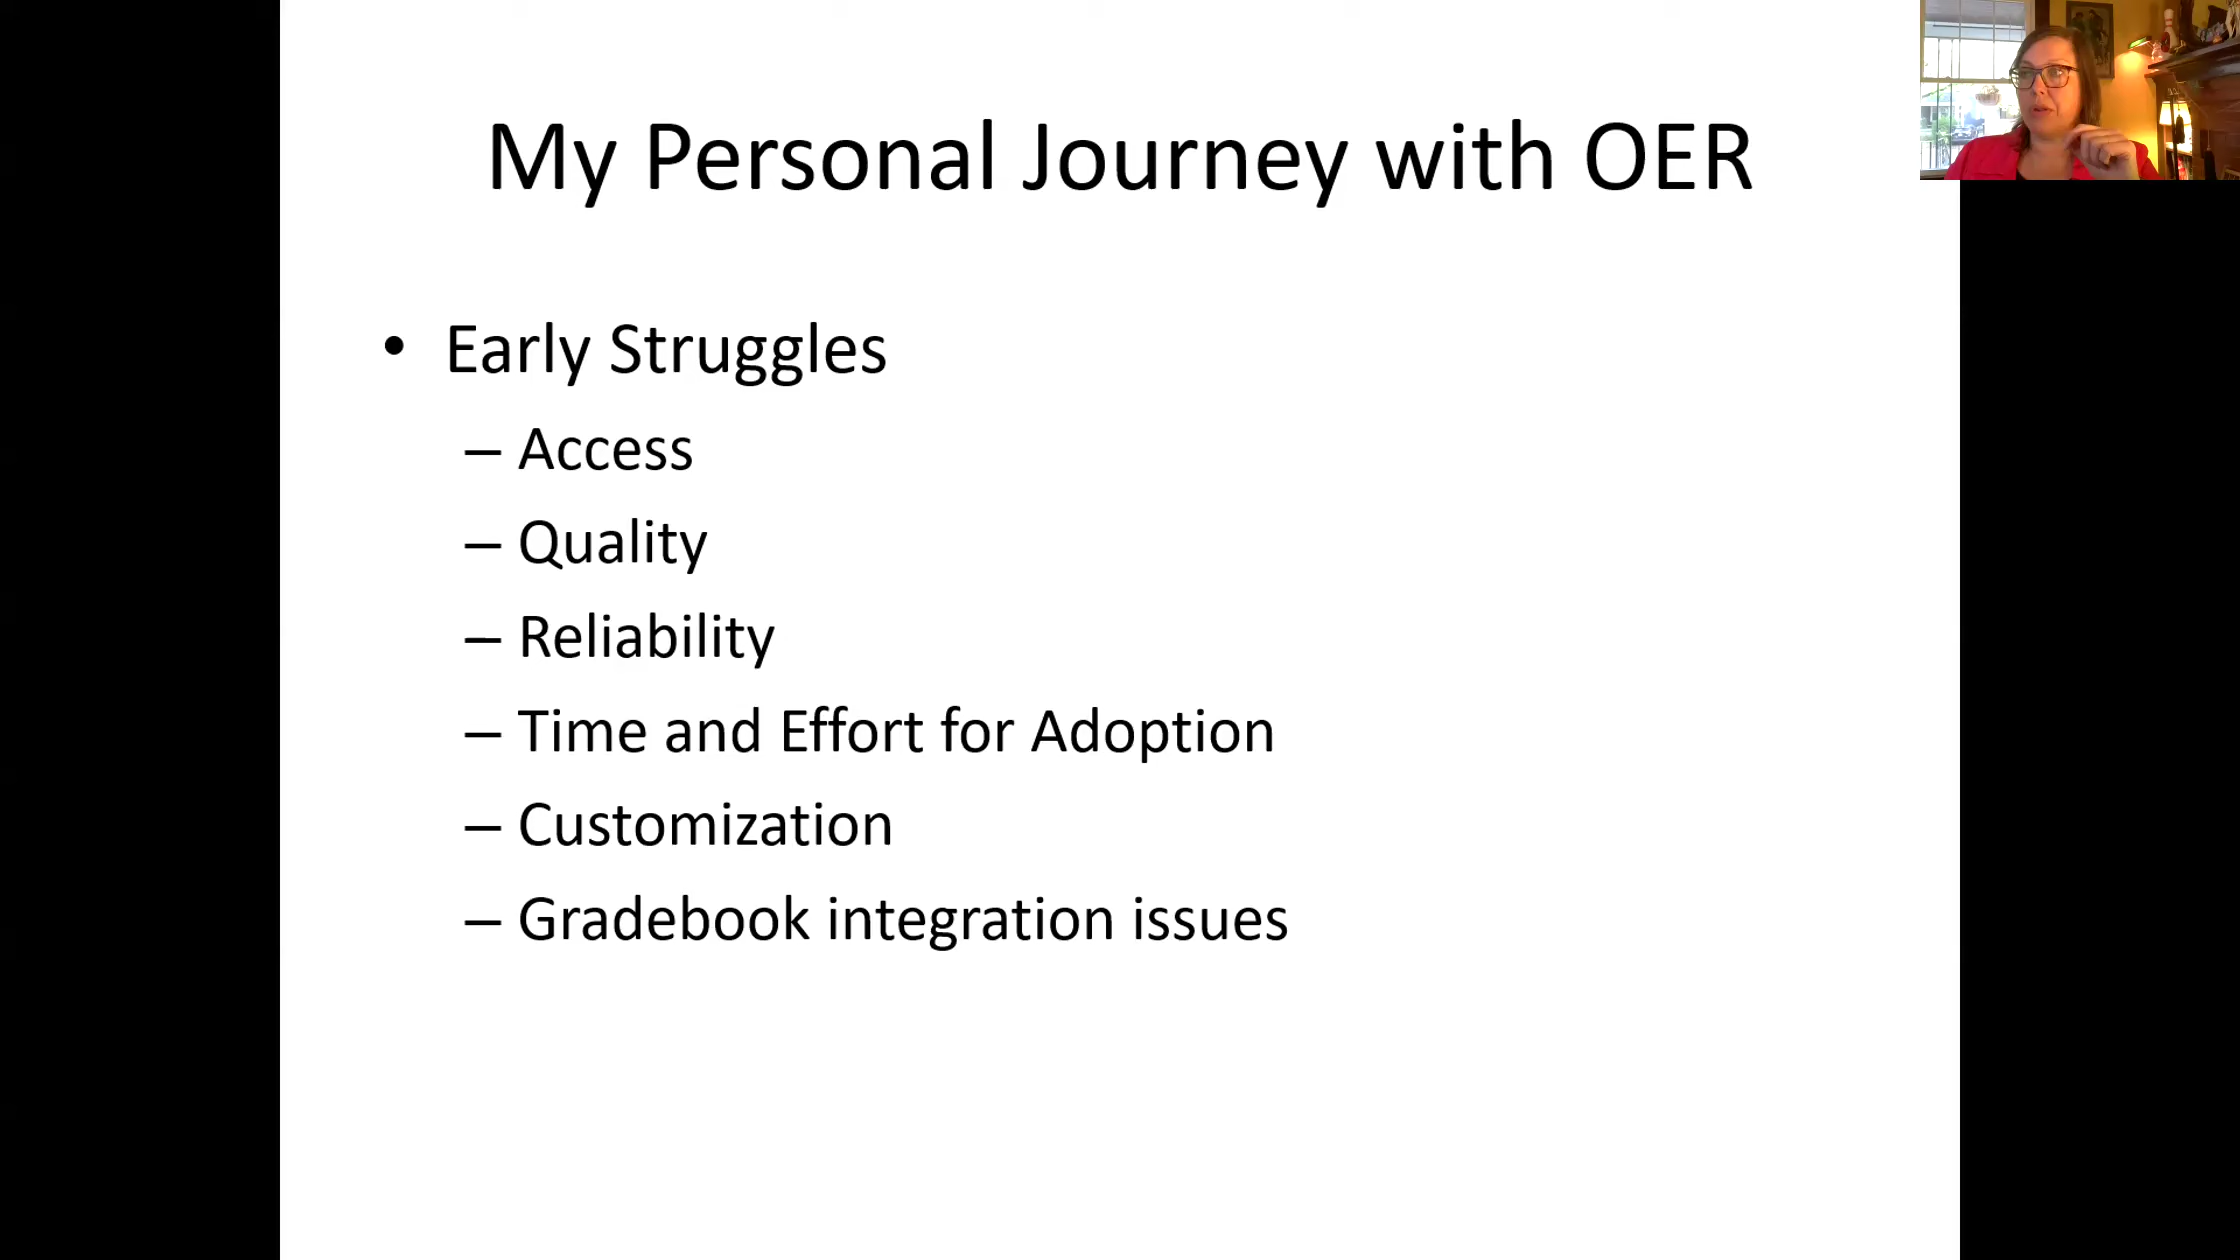 My Personal Journey with OER
• Early Struggles
– Access
– Quality
– Reliability
– Time and Effort for Adoption
– Customization
– Gradebook integration issues